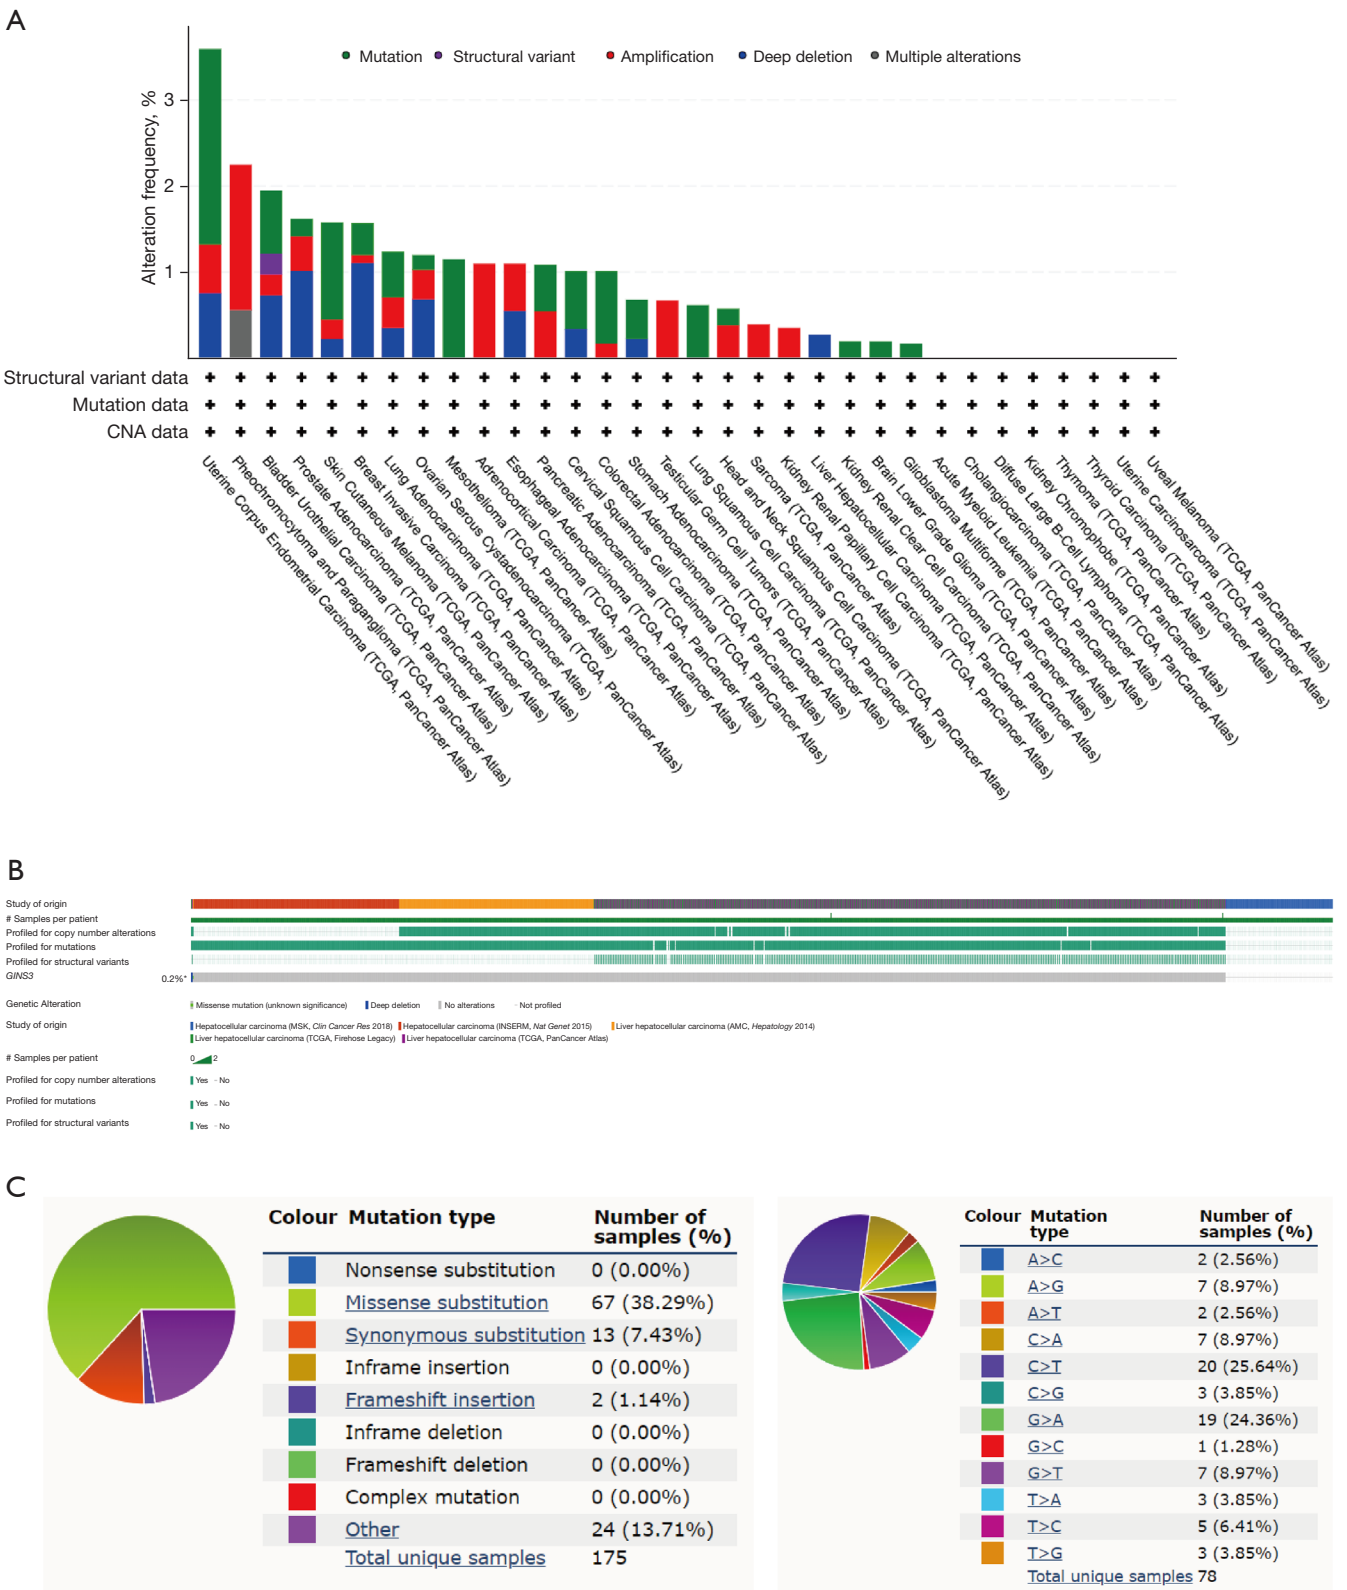 A
Mutation Structural variant Amplification Deep deletion Multiple alterations
Alteration frequency, %
3
2
1
Structural variant data
Mutation data
CNA data
Uterine Corpus Endometrial Carcinoma (TCGA, PanCancer Atlas)
Pheochromocytoma and Paraganglioma (TCGA, PanCancer Atlas)
Bladder Urothelial Carcinoma (TCGA, PanCancer Atlas)
Prostate Adenocarcinoma (TCGA, PanCancer Atlas)
Skin Cutaneous Melanoma (TCGA, PanCancer Atlas)
Breast Invasive Carcinoma (TCGA, PanCancer Atlas)
Lung Adenocarcinoma (TCGA, PanCancer Atlas)
Ovarian Serous Cystadenocarcinoma (TCGA, PanCancer Atlas)
Mesothelioma (TCGA, PanCancer Atlas)
Adrenocortical Carcinoma (TCGA, PanCancer Atlas)
Esophageal Adenocarcinoma (TCGA, PanCancer Atlas)
Pancreatic Adenocarcinoma (TCGA, PanCancer Atlas)
Cervical Squamous Cell Carcinoma (TCGA, PanCancer Atlas)
Colorectal Adenocarcinoma (TCGA, PanCancer Atlas)
Stomach Adenocarcinoma (TCGA, PanCancer Atlas)
Testicular Germ Cell Tumors (TCGA, PanCancer Atlas)
Lung Squamous Cell Carcinoma (TCGA, PanCancer Atlas)
Head and Neck Squamous Cell Carcinoma (TCGA, PanCancer Atlas)
Sarcoma (TCGA, PanCancer Atlas)
Kidney Renal Papillary Cell Carcinoma (TCGA, PanCancer Atlas)
Liver Hepatocellular Carcinoma (TCGA, PanCancer Atlas)
Kidney Renal Clear Cell Carcinoma (TCGA, PanCancer Atlas)
Brain Lower Grade Glioma (TCGA, PanCancer Atlas)
Glioblastoma Multiforme (TCGA, PanCancer Atlas)
Acute Myeloid Leukemia (TCGA, PanCancer Atlas)
Cholangiocarcinoma (TCGA, PanCancer Atlas)
Diffuse Large B-Cell Lymphoma (TCGA, PanCancer Atlas)
Kidney Chromophobe (TCGA, PanCancer Atlas)
Thymoma (TCGA, PanCancer Atlas)
Thyroid Carcinoma (TCGA, PanCancer Atlas)
Uterine Carcinosarcoma (TCGA, PanCancer Atlas)
Uveal Melanoma (TCGA, PanCancer Atlas)
B
Study of origin
# Samples per patient
Profiled for copy number alterations
Profiled for mutations
Profiled for structural variants
GINS3 0.2%*
Genetic Alteration Missense mutation (unknown significance) Deep deletion No alterations - Not profiled
Study of origin Hepatocellular carcinoma (MSK, Clin Cancer Res 2018) Hepatocellular carcinoma (INSERM, Nat Genet 2015) Liver hepatocellular carcinoma (AMC, Hepatology 2014)
Liver hepatocellular carcinoma (TCGA, Firehose Legacy) Liver hepatocellular carcinoma (TCGA, PanCancer Atlas)
# Samples per patient 0 2
Profiled for copy number alterations Yes - No
Profiled for mutations Yes - No
Profiled for structural variants Yes - No
C
Colour Mutation type Number of samples (%)
Nonsense substitution 0 (0.00%)
Missense substitution 67 (38.29%)
Synonymous substitution 13 (7.43%)
Inframe insertion 0 (0.00%)
Frameshift insertion 2 (1.14%)
Inframe deletion 0 (0.00%)
Frameshift deletion 0 (0.00%)
Complex mutation 0 (0.00%)
Other 24 (13.71%)
Total unique samples 175
Colour Mutation type Number of samples (%)
A>C 2 (2.56%)
A>G 7 (8.97%)
A>T 2 (2.56%)
C>A 7 (8.97%)
C>T 20 (25.64%)
C>G 3 (3.85%)
G>A 19 (24.36%)
G>C 1 (1.28%)
G>T 7 (8.97%)
T>A 3 (3.85%)
T>C 5 (6.41%)
T>G 3 (3.85%)
Total unique samples 78